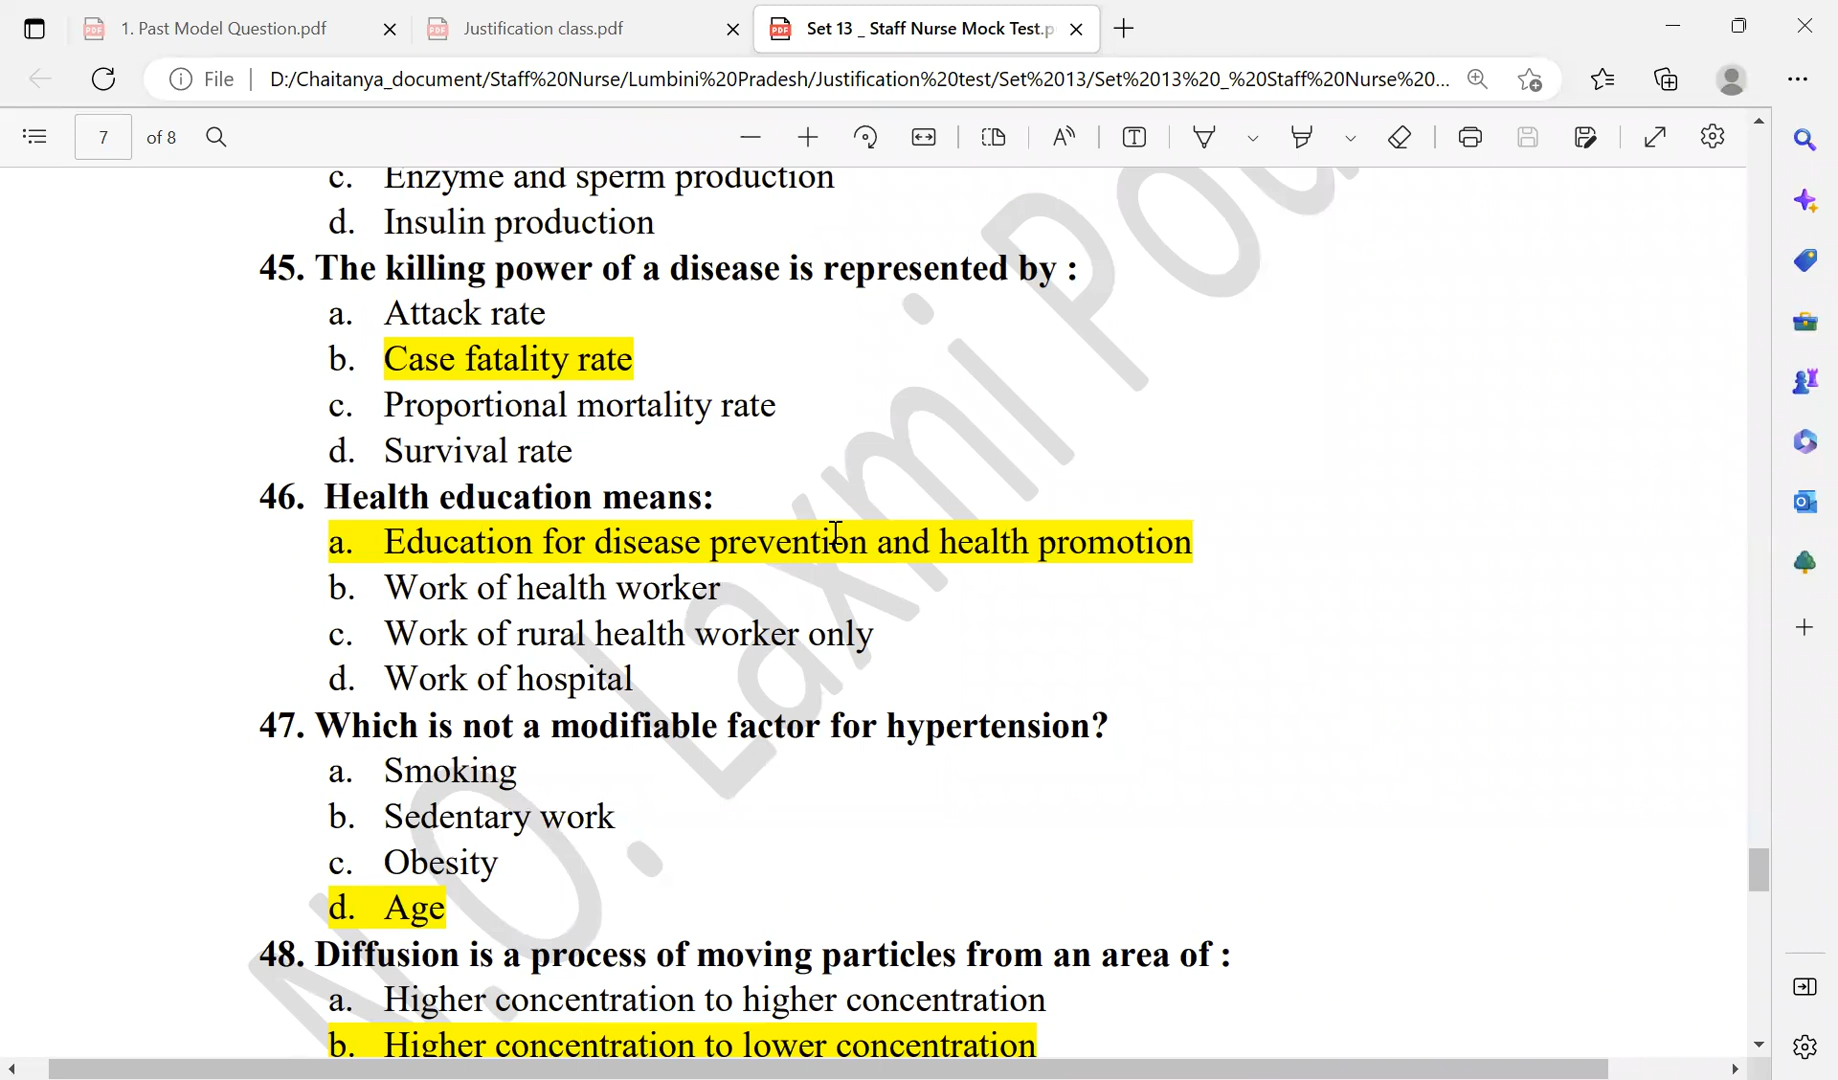 1. Past Model Question.pdf
Justification class.pdf
Set 13 _ Staff Nurse Mock Test.p
File
D:/Chaitanya_document/Staff%20Nurse/Lumbini%20Pradesh/Justification%20test/Set%2013/Set%2013%20_%20Staff%20Nurse%20...
7 of 8
c. Enzyme and sperm production
d. Insulin production
45. The killing power of a disease is represented by :
a. Attack rate
b. Case fatality rate
c. Proportional mortality rate
d. Survival rate
46. Health education means:
a. Education for disease prevention and health promotion
b. Work of health worker
c. Work of rural health worker only
d. Work of hospital
47. Which is not a modifiable factor for hypertension?
a. Smoking
b. Sedentary work
c. Obesity
d. Age
48. Diffusion is a process of moving particles from an area of :
a. Higher concentration to higher concentration
b. Higher concentration to lower concentration
Laxmi